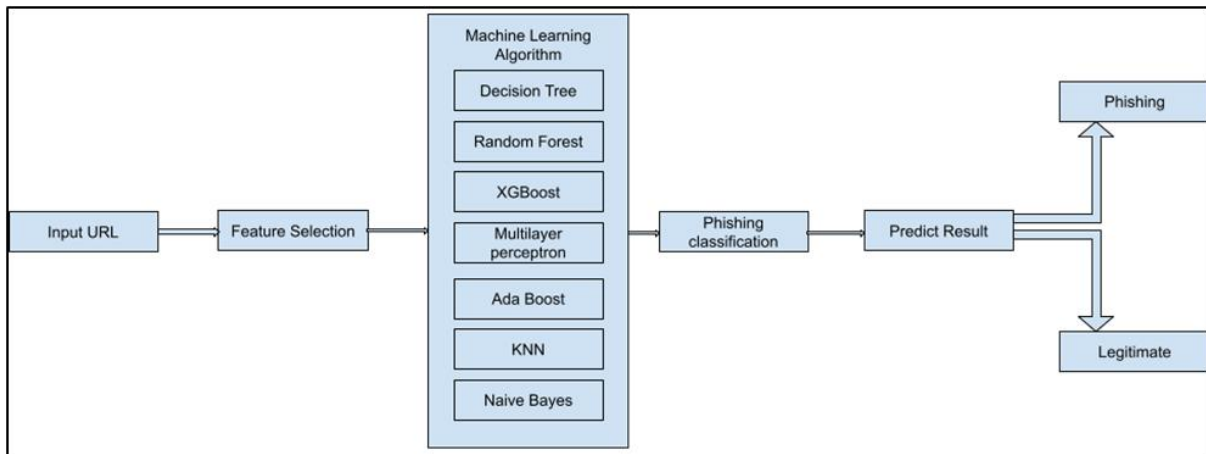 Input URL
Feature Selection
Machine Learning
Algorithm
Decision Tree
Random Forest
XGBoost
Multilayer
perceptron
Ada Boost
KNN
Naive Bayes
Phishing
classification
Predict Result
Phishing
Legitimate